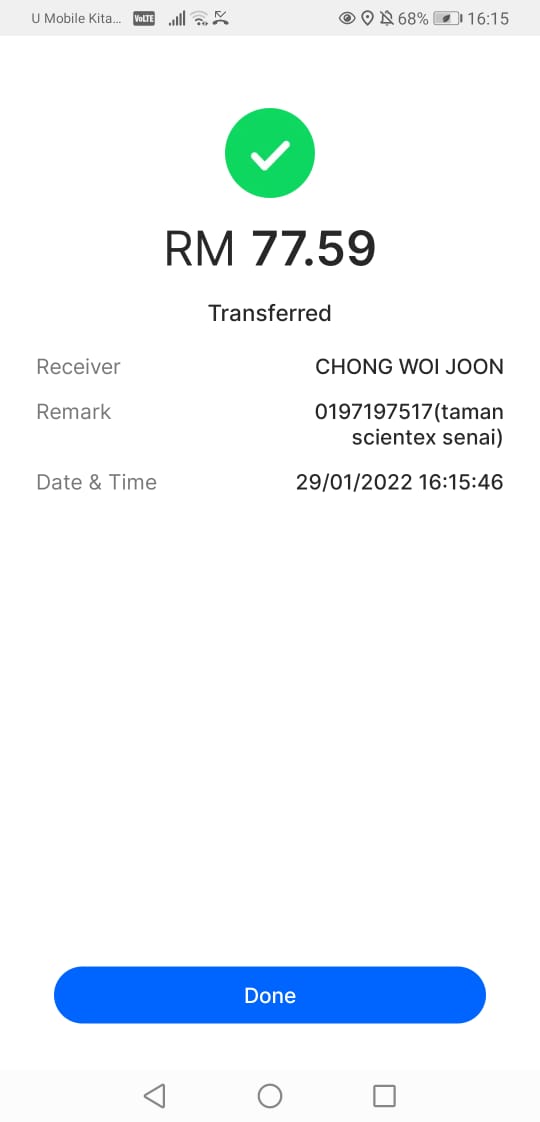 U Mobile Kita... VoLTE 68% 16:15
RM 77.59
Transferred
Receiver CHONG WOI JOON
Remark 0197197517(taman
scientex senai)
Date & Time 29/01/2022 16:15:46
Done